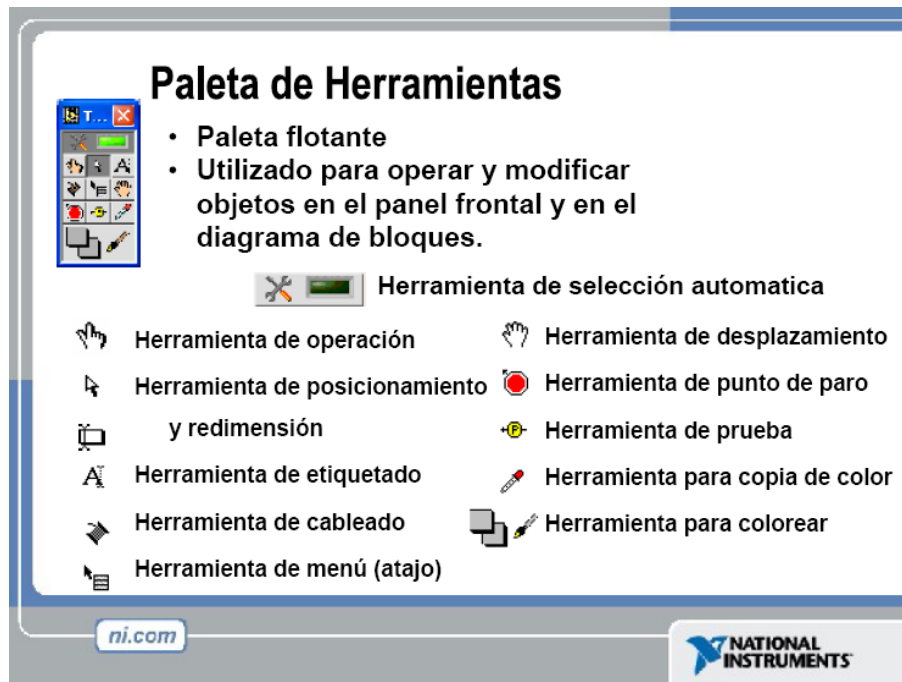 Paleta de Herramientas
T...
• Paleta flotante
• Utilizado para operar y modificar
objetos en el panel frontal y en el
diagrama de bloques.
Herramienta de selección automatica
Herramienta de operación
Herramienta de posicionamiento
y redimensión
Herramienta de etiquetado
Herramienta de cableado
Herramienta de menú (atajo)
Herramienta de desplazamiento
Herramienta de punto de paro
Herramienta de prueba
Herramienta para copia de color
Herramienta para colorear
ni.com
NATIONAL
INSTRUMENTS